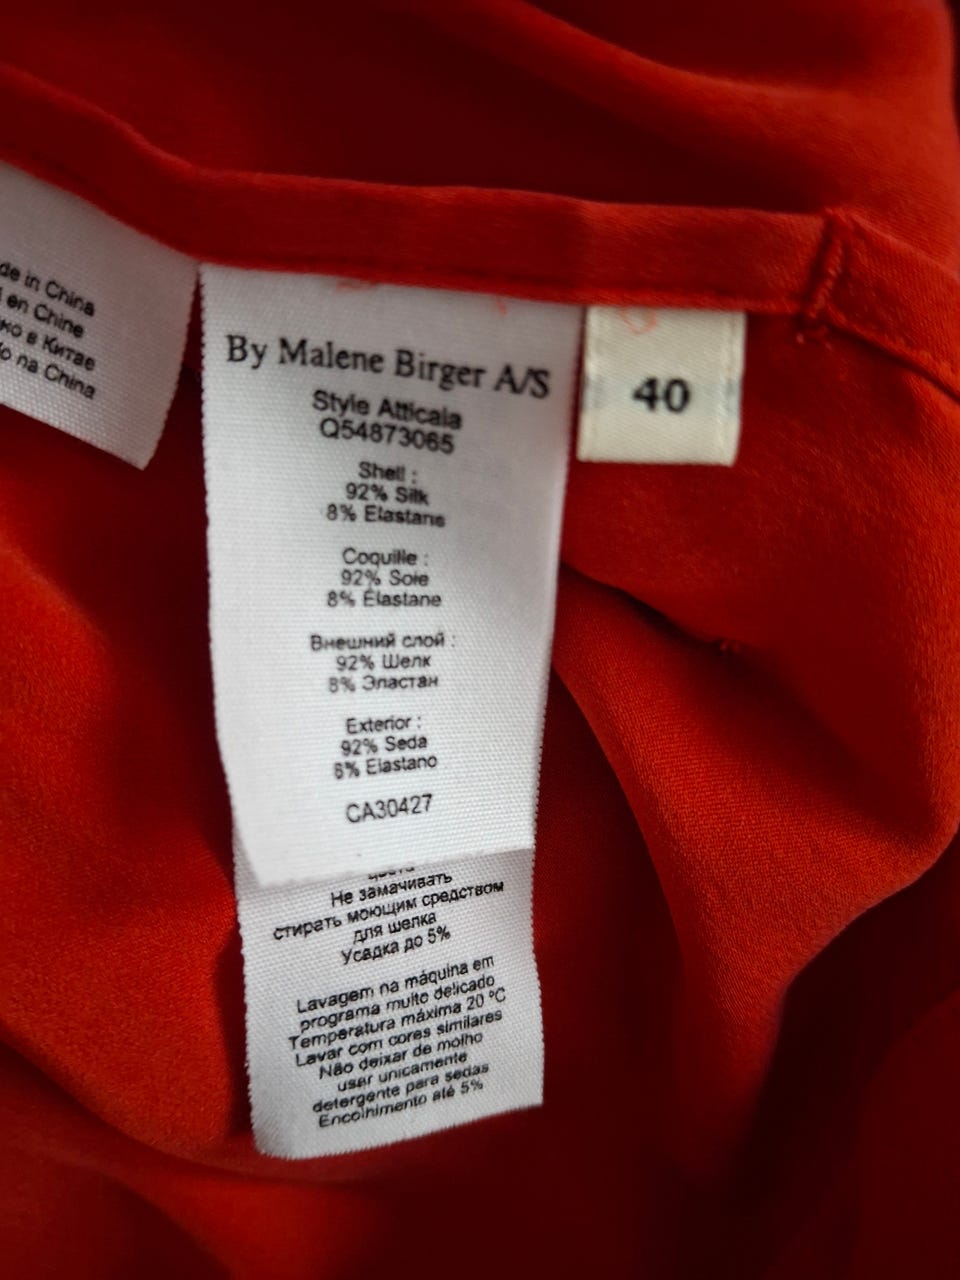 de in China
en Chine
ко в Китае
o na China
By Malene Birger A/S
Style Atticala
Q54873065
Shell :
92% Silk
8% Elastane
Coquille :
92% Soie
8% Élastane
Внешний слой :
92% Шелк
8% Эластан
Exterior :
92% Seda
8% Elastano
CA30427
Не замачивать
стирать моющим средством
для шелка
Усадка до 5%
Lavagem na máquina em
programa muito delicado
Temperatura máxima 20 ºC
Lavar com cores similares
Não deixar de molho
usar unicamente
detergente para sedas
Encolhimento até 5%
40